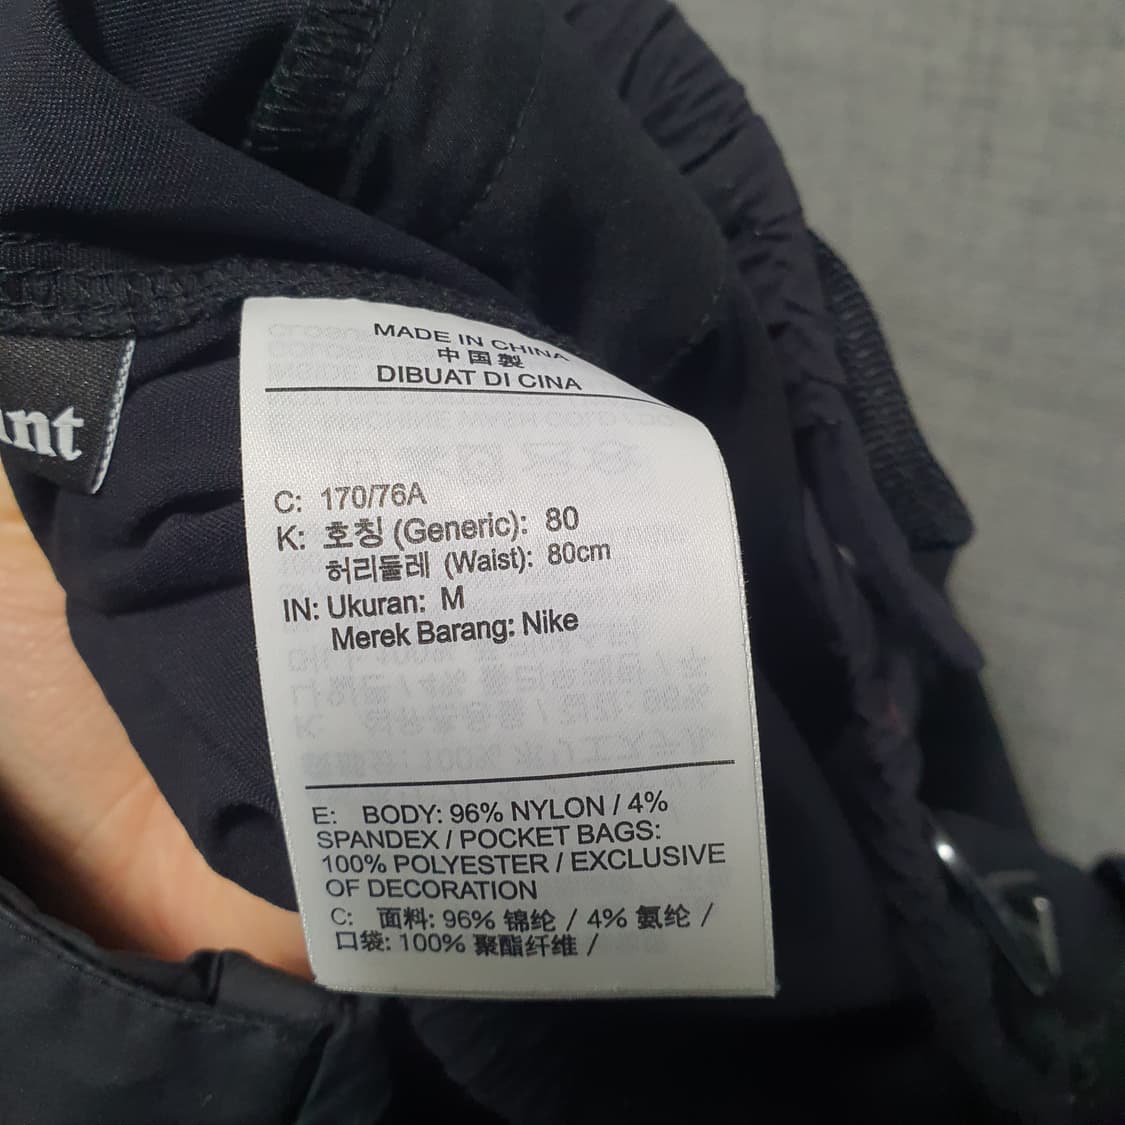 MADE IN CHINA
中国製
DIBUAT DI CINA
C: 170/76A
K: 호칭 (Generic): 80
허리둘레 (Waist): 80cm
IN: Ukuran: M
Merek Barang: Nike
E: BODY: 96% NYLON / 4%
SPANDEX / POCKET BAGS:
100% POLYESTER / EXCLUSIVE
OF DECORATION
C: 面料: 96% 锦纶 / 4% 氨纶 /
口袋: 100% 聚酯纤维 /